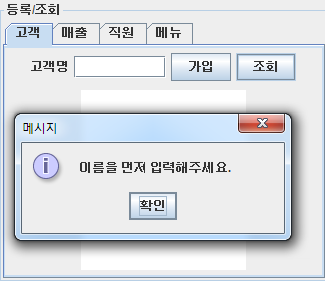 등록/조회
고객 매출 직원 메뉴
고객명 가입 조회
메시지
이름을 먼저 입력해주세요.
확인